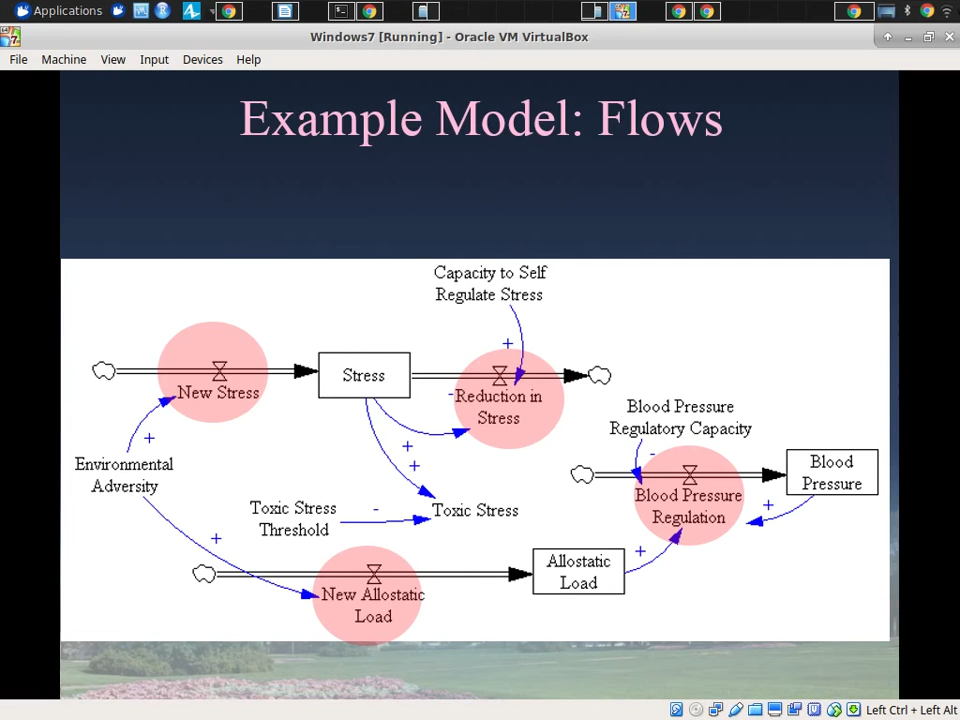 Applications
Windows7 [Running] - Oracle VM VirtualBox
File Machine View Input Devices Help
Example Model: Flows
Capacity to Self
Regulate Stress
+
New Stress
Stress
-
Reduction in
Stress
+
Environmental
Adversity
+
+
Toxic Stress
Threshold
-
Toxic Stress
Blood Pressure
Regulatory Capacity
-
Blood Pressure
Regulation
Blood
Pressure
+
+
New Allostatic
Load
Allostatic
Load
+
Left Ctrl + Left Alt